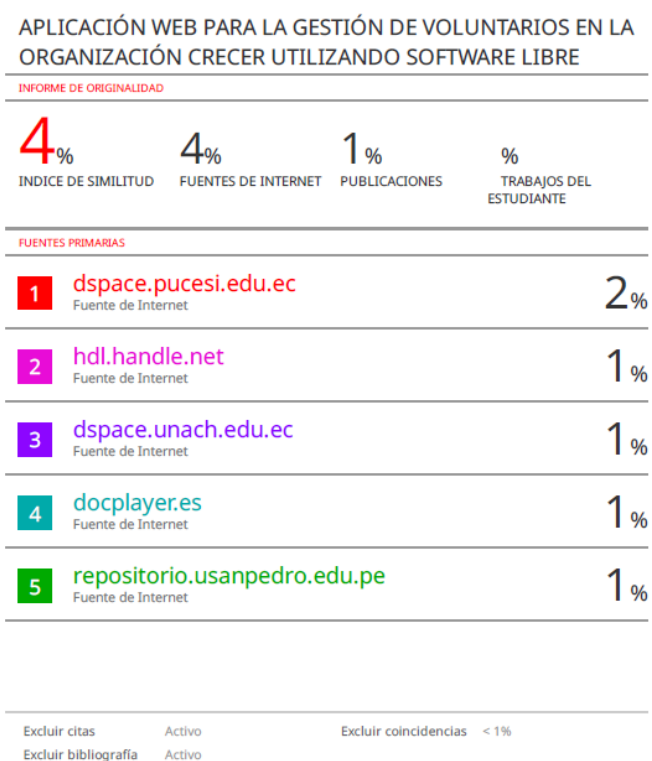 APLICACIÓN WEB PARA LA GESTIÓN DE VOLUNTARIOS EN LA
ORGANIZACIÓN CRECER UTILIZANDO SOFTWARE LIBRE
INFORME DE ORIGINALIDAD
4% 4% 1% %
INDICE DE SIMILITUD FUENTES DE INTERNET PUBLICACIONES TRABAJOS DEL
ESTUDIANTE
FUENTES PRIMARIAS
1 dspace.pucesi.edu.ec 2%
Fuente de Internet
2 hdl.handle.net 1%
Fuente de Internet
3 dspace.unach.edu.ec 1%
Fuente de Internet
4 docplayer.es 1%
Fuente de Internet
5 repositorio.usanpedro.edu.pe 1%
Fuente de Internet
Excluir citas Activo Excluir coincidencias < 1%
Excluir bibliografía Activo